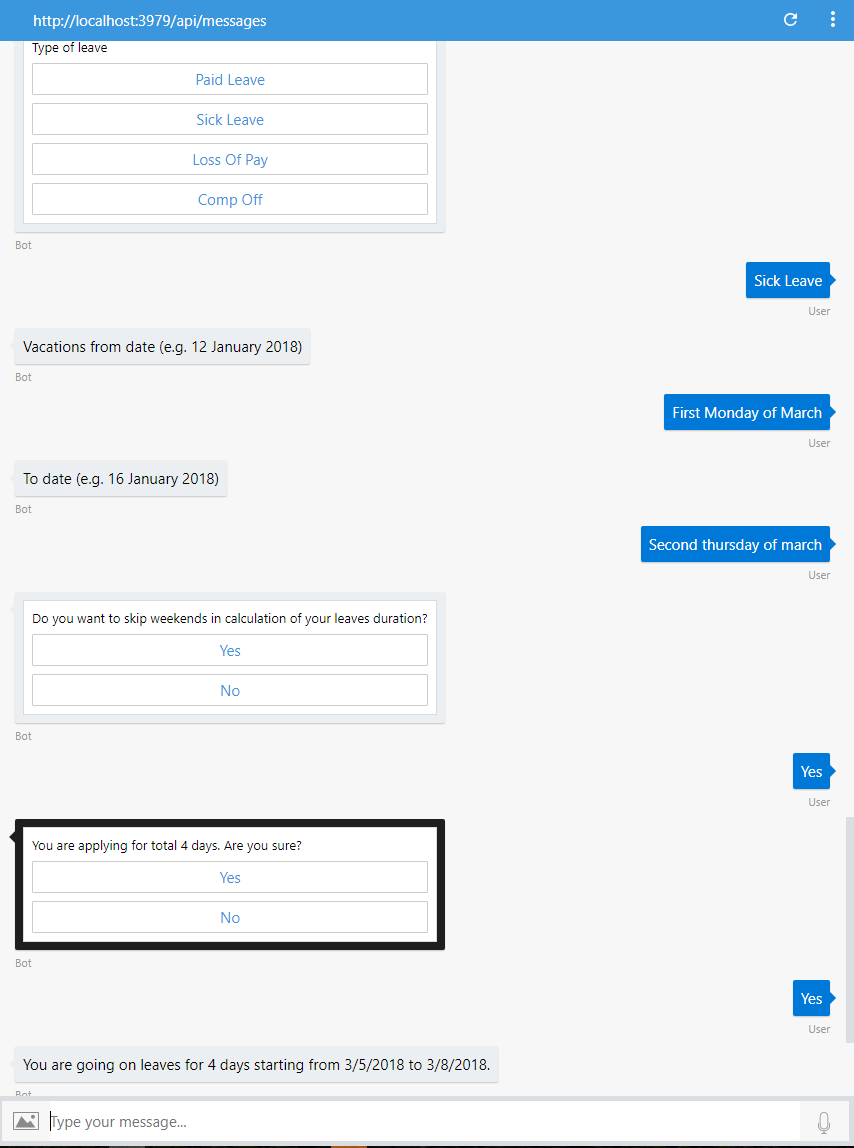 http://localhost:3979/api/messages
Type of leave
Paid Leave
Sick Leave
Loss Of Pay
Comp Off
Bot
Sick Leave
User
Vacations from date (e.g. 12 January 2018)
Bot
First Monday of March
User
To date (e.g. 16 January 2018)
Bot
Second thursday of march
User
Do you want to skip weekends in calculation of your leaves duration?
Yes
No
Bot
Yes
User
You are applying for total 4 days. Are you sure?
Yes
No
Bot
Yes
User
You are going on leaves for 4 days starting from 3/5/2018 to 3/8/2018.
Bot
Type your message...